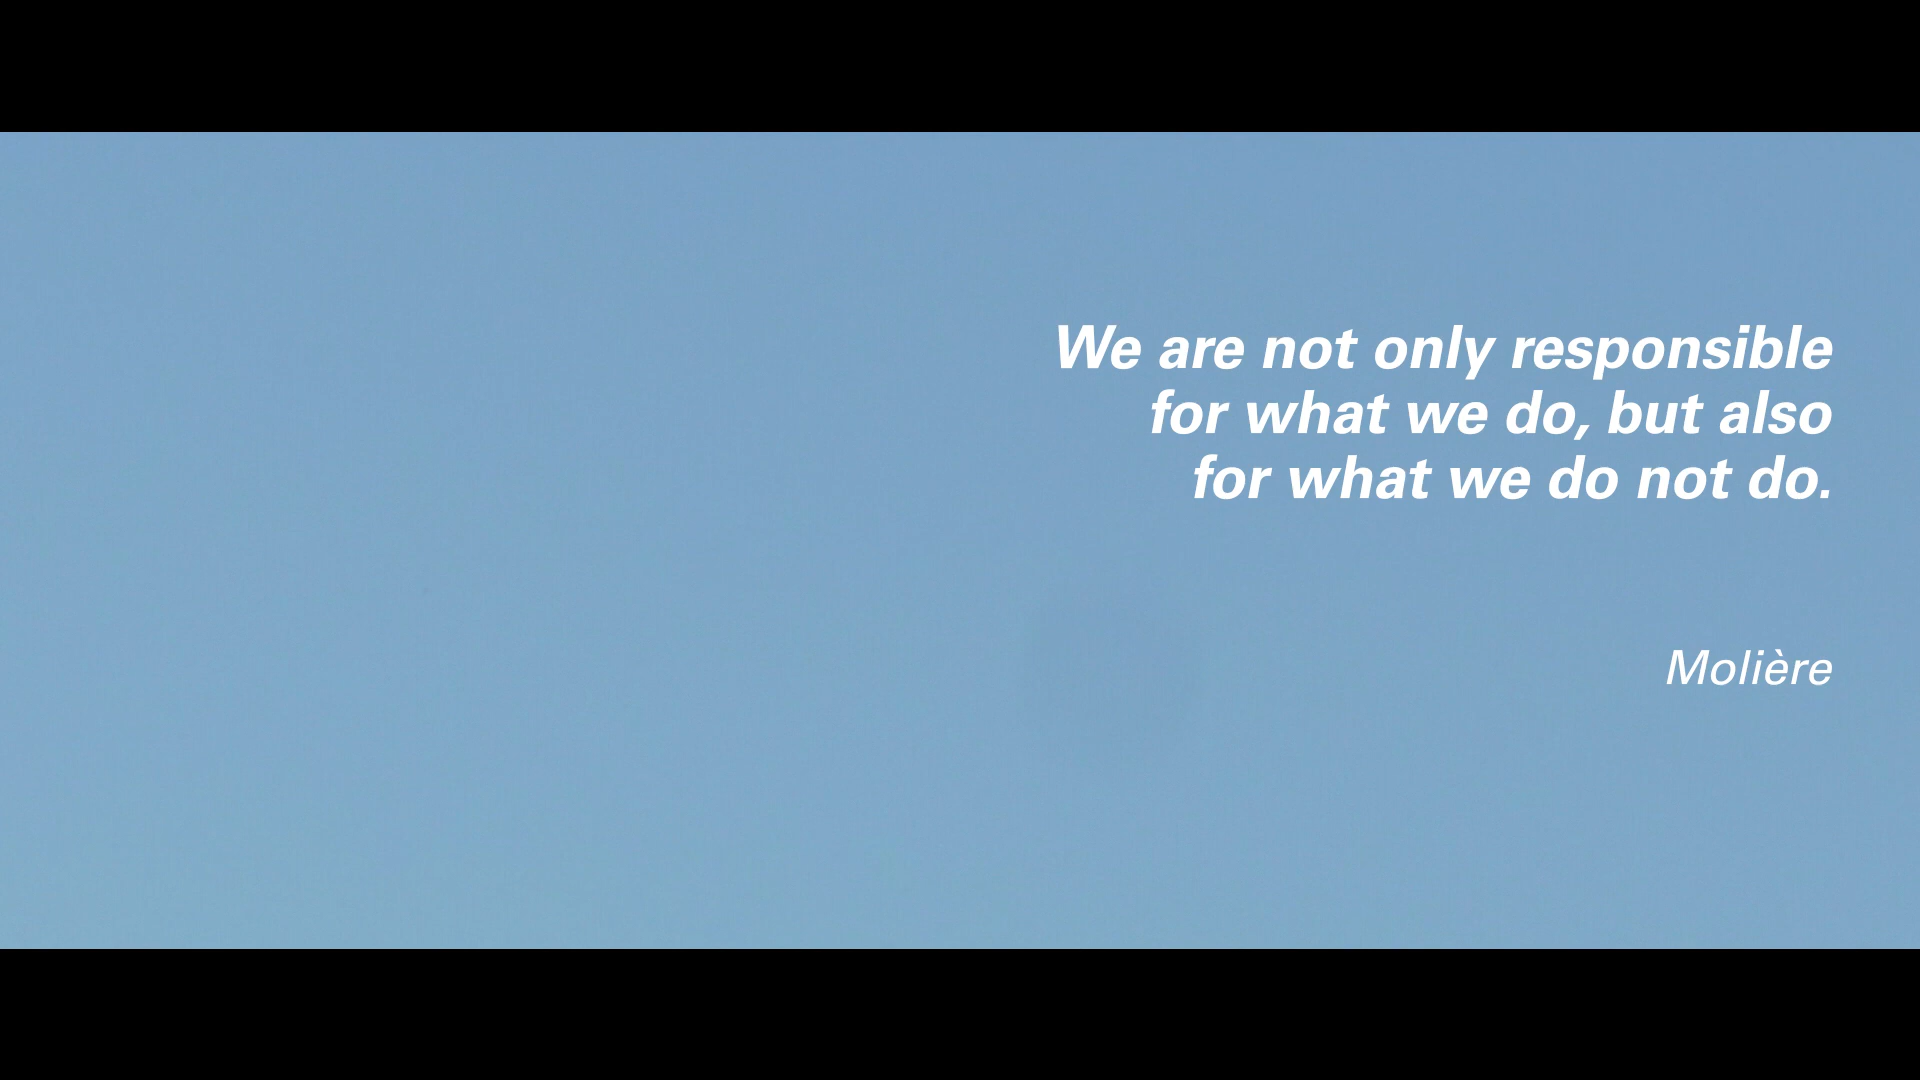 We are not only responsible
for what we do, but also
for what we do not do.
Molière